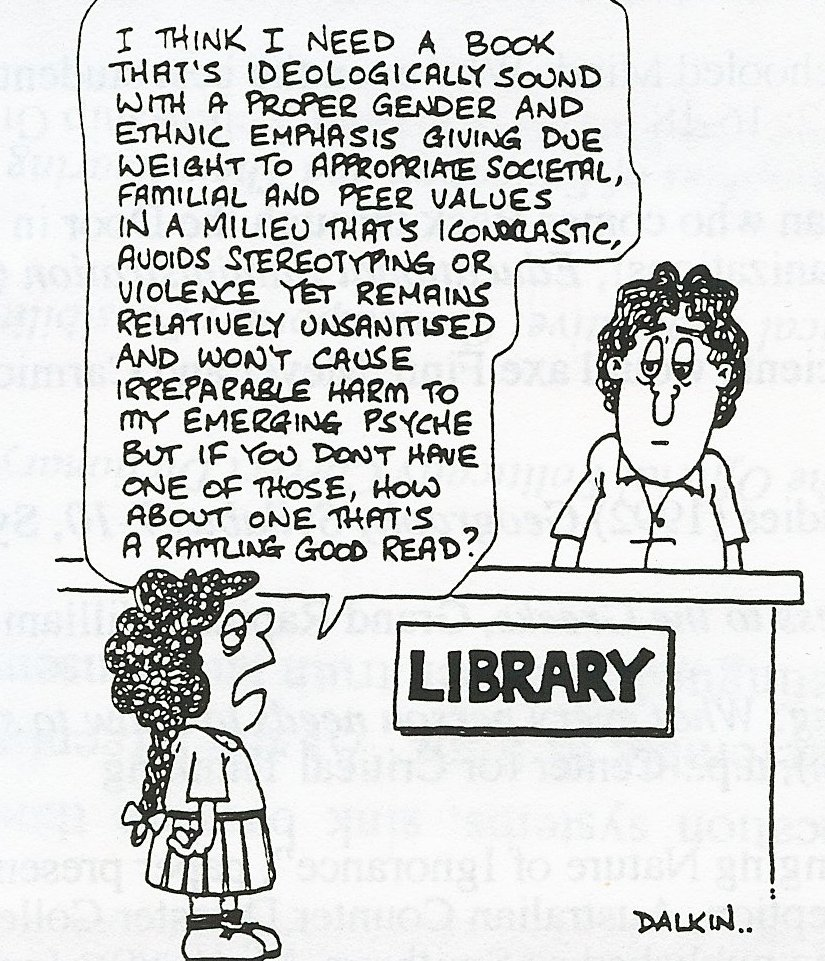 I THINK I NEED A BOOK
THAT'S IDEOLOGICALLY SOUND
WITH A PROPER GENDER AND
ETHNIC EMPHASIS GIVING DUE
WEIGHT TO APPROPRIATE SOCIETAL,
FAMILIAL AND PEER VALUES
IN A MILIEU THAT'S ICONOCLASTIC,
AVOIDS STEREOTYPING OR
VIOLENCE YET REMAINS
RELATIVELY UNSANITISED
AND WON'T CAUSE
IRREPARABLE HARM TO
MY EMERGING PSYCHE
BUT IF YOU DON'T HAVE
ONE OF THOSE, HOW
ABOUT ONE THAT'S
A RATTLING GOOD READ?
LIBRARY
DALKIN..